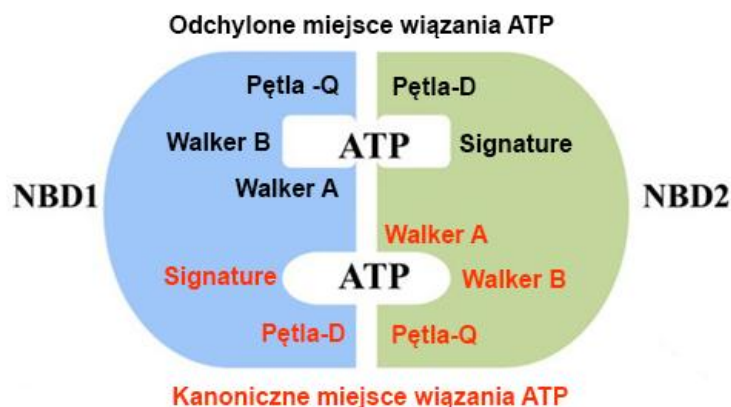 Odchylone miejsce wiązania ATP
Pętla -Q Pętla-D
Walker B ATP Signature
Walker A
NBD1 NBD2
Walker A
Signature ATP Walker B
Pętla-D Pętla-Q
Kanoniczne miejsce wiązania ATP